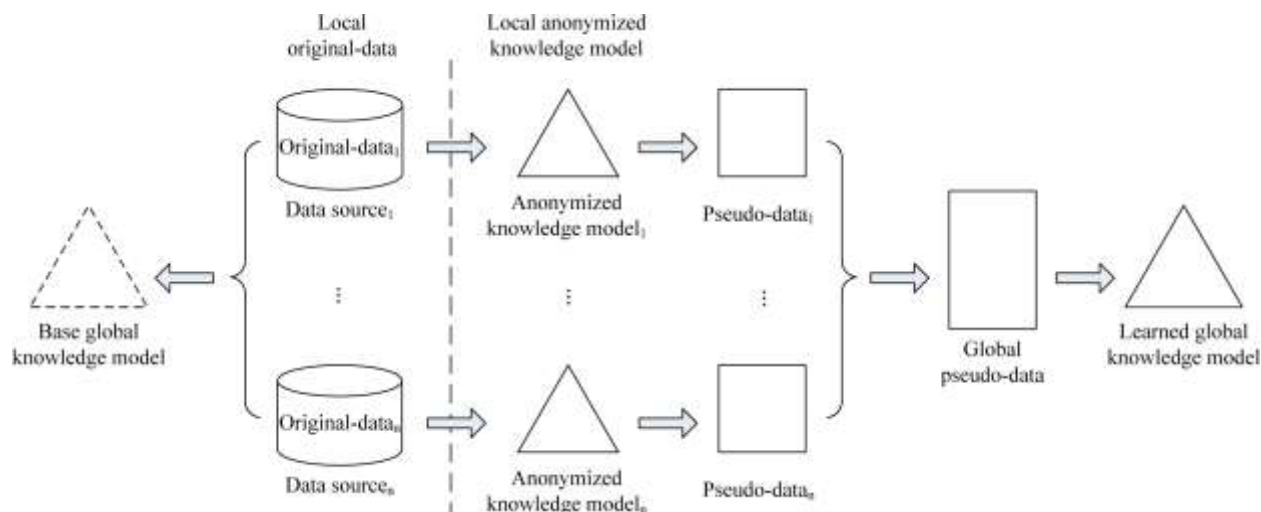 Local
original-data
Local anonymized
knowledge model
Original-data₁
Data source₁
Anonymized
knowledge model₁
Pseudo-data₁
Base global
knowledge model
⋮
⋮
⋮
Global
pseudo-data
Learned global
knowledge model
Original-dataₙ
Data sourceₙ
Anonymized
knowledge modelₙ
Pseudo-dataₙ